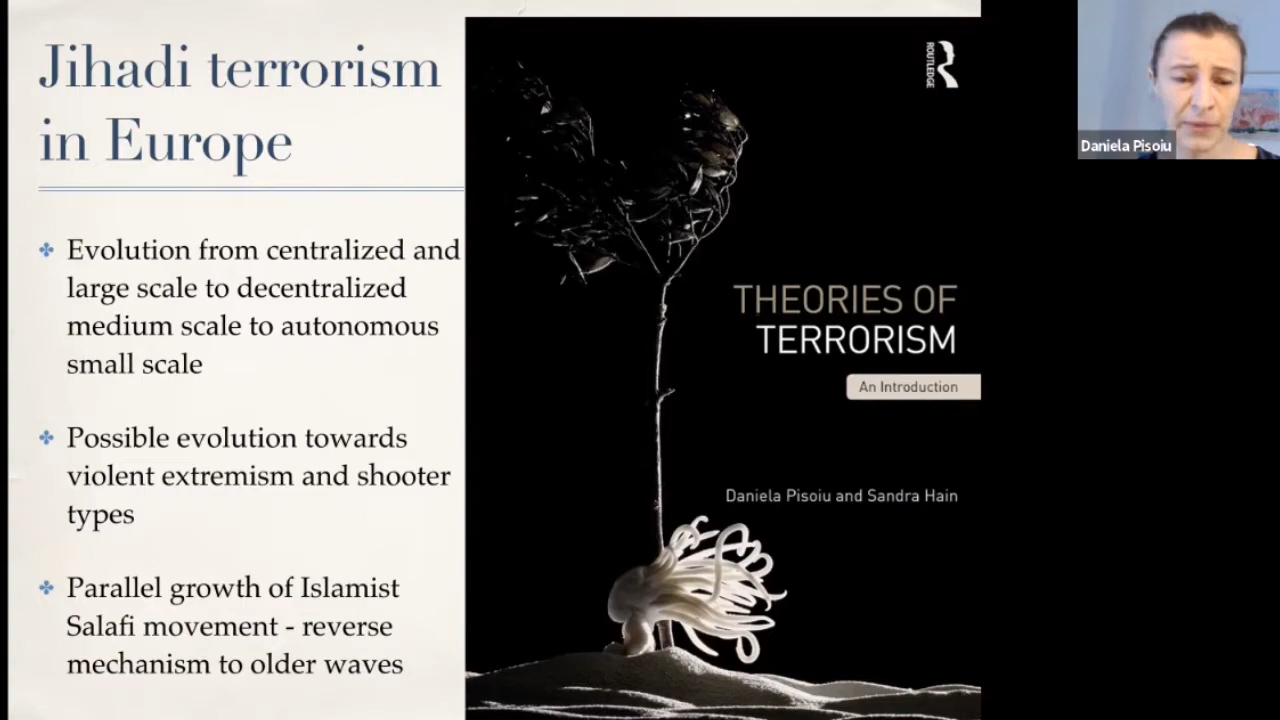 Jihadi terrorism
in Europe
Evolution from centralized and
large scale to decentralized
medium scale to autonomous
small scale
Possible evolution towards
violent extremism and shooter
types
Parallel growth of Islamist
Salafi movement - reverse
mechanism to older waves
ROUTLEDGE
THEORIES OF
TERRORISM
An Introduction
Daniela Pisoiu and Sandra Hain
Daniela Pisoiu